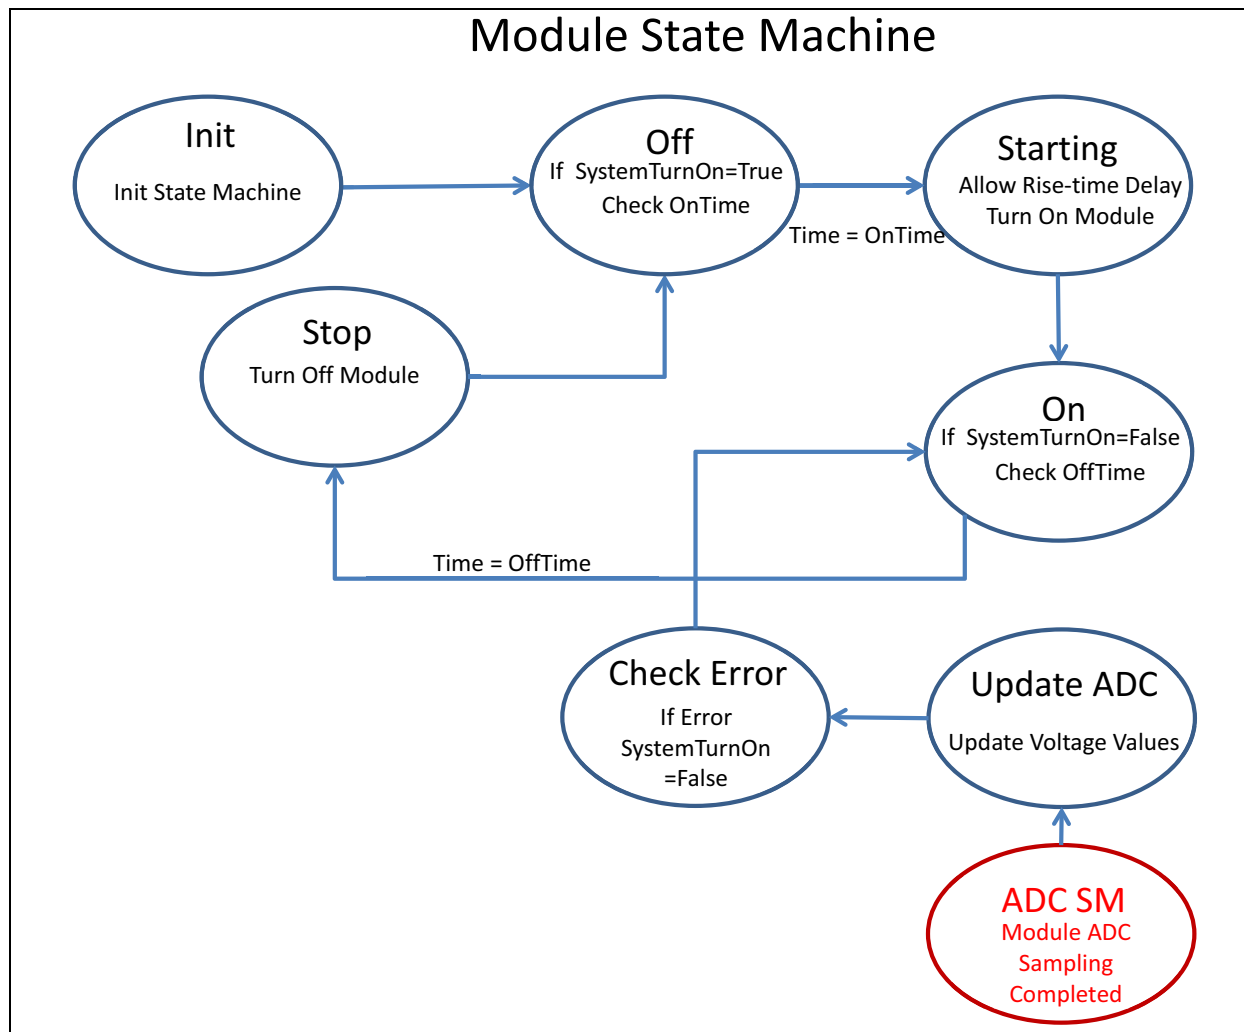 Module State Machine
Init
Init State Machine
Off
If SystemTurnOn=True
Check OnTime
Time = OnTime
Starting
Allow Rise-time Delay
Turn On Module
Stop
Turn Off Module
On
If SystemTurnOn=False
Check OffTime
Time = OffTime
Check Error
If Error
SystemTurnOn
=False
Update ADC
Update Voltage Values
ADC SM
Module ADC
Sampling
Completed